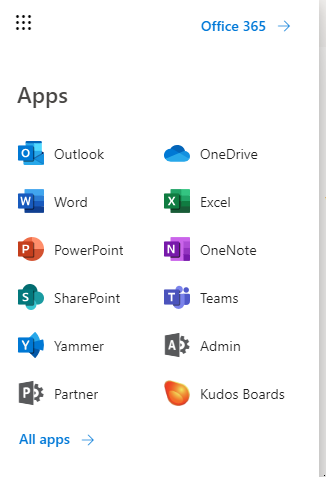 Office 365
Apps
Outlook OneDrive
Word Excel
PowerPoint OneNote
SharePoint Teams
Yammer Admin
Partner Kudos Boards
All apps